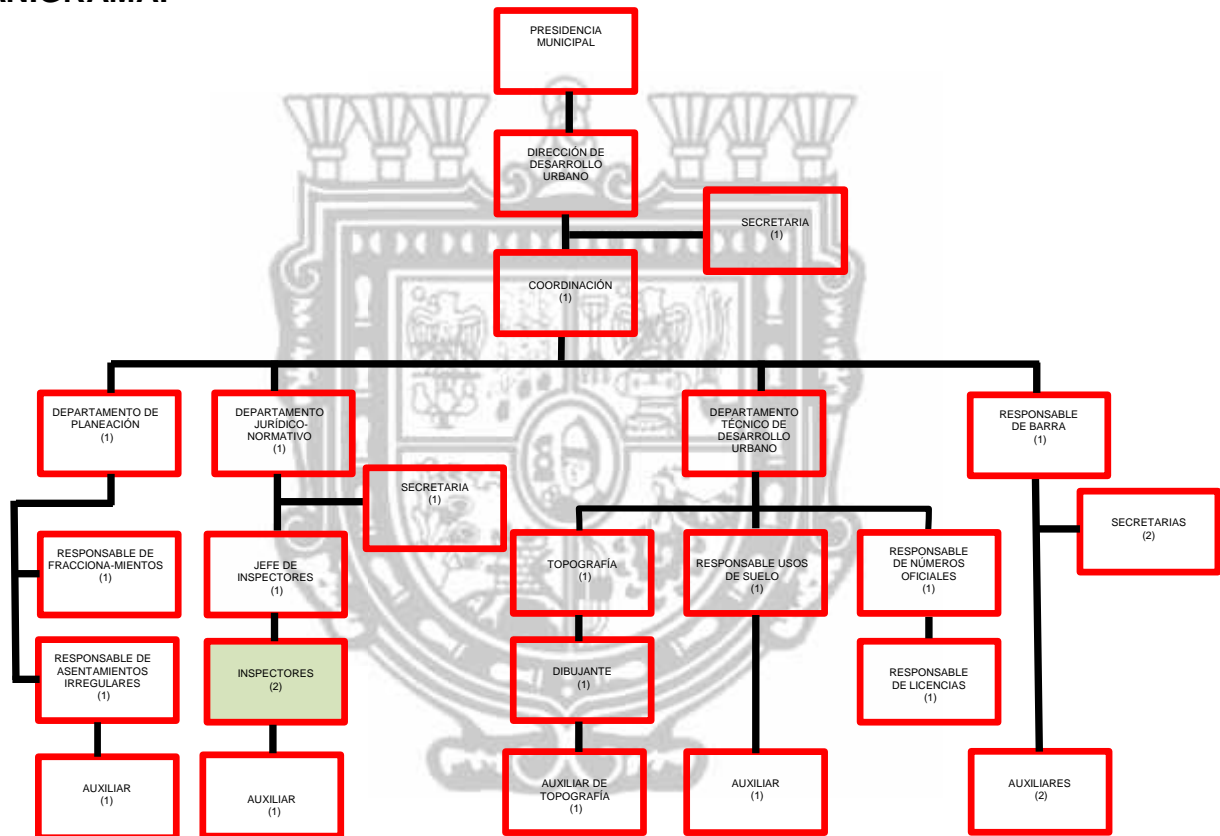 ANIGRAMA:
PRESIDENCIA
MUNICIPAL
DIRECCIÓN DE
DESARROLLO
URBANO
SECRETARIA
(1)
COORDINACIÓN
(1)
DEPARTAMENTO DE
PLANEACIÓN
(1)
DEPARTAMENTO
JURÍDICO-
NORMATIVO
(1)
DEPARTAMENTO
TÉCNICO DE
DESARROLLO
URBANO
RESPONSABLE
DE BARRA
(1)
SECRETARIA
(1)
SECRETARIAS
(2)
RESPONSABLE DE
FRACCIONA-MIENTOS
(1)
JEFE DE
INSPECTORES
(1)
TOPOGRAFÍA
(1)
RESPONSABLE USOS
DE SUELO
(1)
RESPONSABLE
DE NÚMEROS
OFICIALES
(1)
RESPONSABLE DE
ASENTAMIENTOS
IRREGULARES
(1)
INSPECTORES
(2)
DIBUJANTE
(1)
RESPONSABLE
DE LICENCIAS
(1)
AUXILIAR
(1)
AUXILIAR
(1)
AUXILIAR DE
TOPOGRAFÍA
(1)
AUXILIAR
(1)
AUXILIARES
(2)